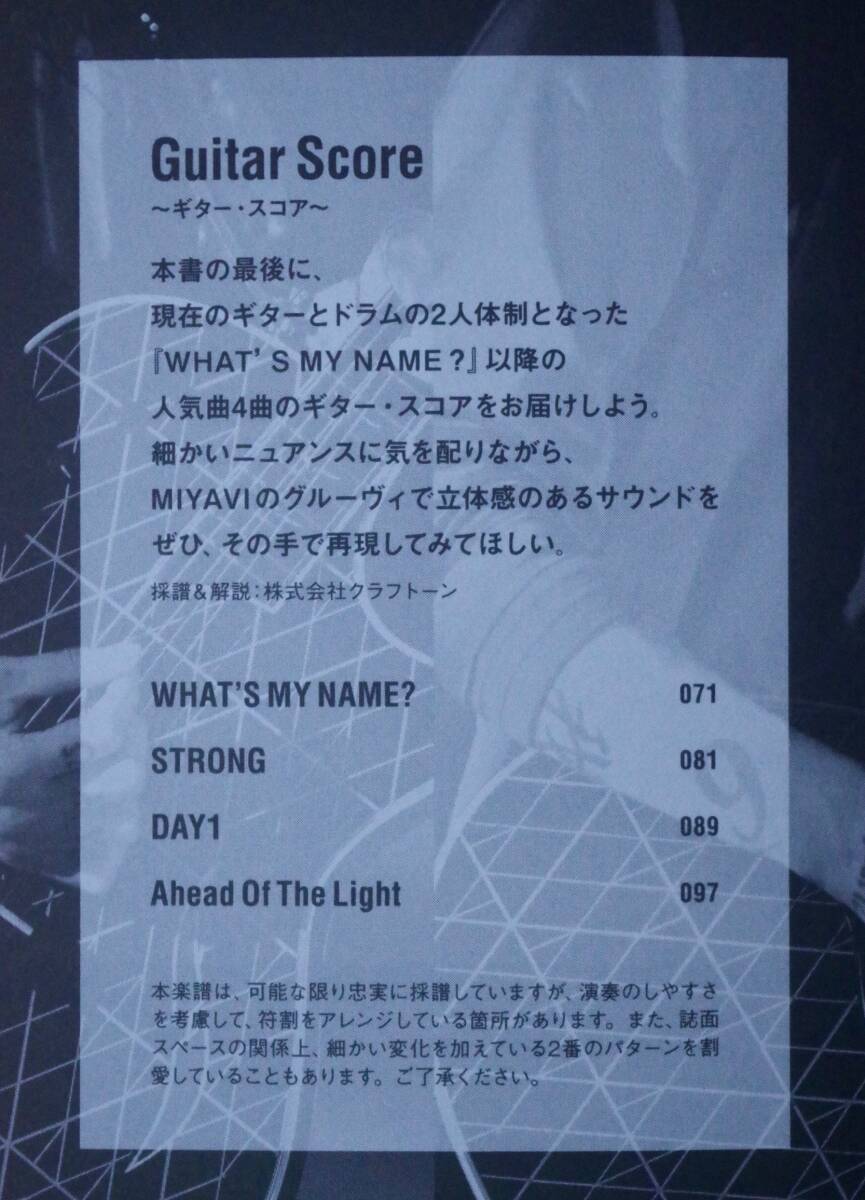 Guitar Score
～ギター・スコア～
本書の最後に、
現在のギターとドラムの2人体制となった
『WHAT'S MY NAME？』以降の
人気曲4曲のギター・スコアをお届けしよう。
細かいニュアンスに気を配りながら、
MIYAVIのグルーヴィで立体感のあるサウンドを
ぜひ、その手で再現してみてほしい。
採譜＆解説：株式会社クラフトーン
WHAT'S MY NAME? 071
STRONG 081
DAY1 089
Ahead Of The Light 097
本楽譜は、可能な限り忠実に採譜していますが、演奏のしやすさ
を考慮して、符割をアレンジしている箇所があります。また、誌面
スペースの関係上、細かい変化を加えている2番のパターンを割
愛していることもあります。ご了承ください。